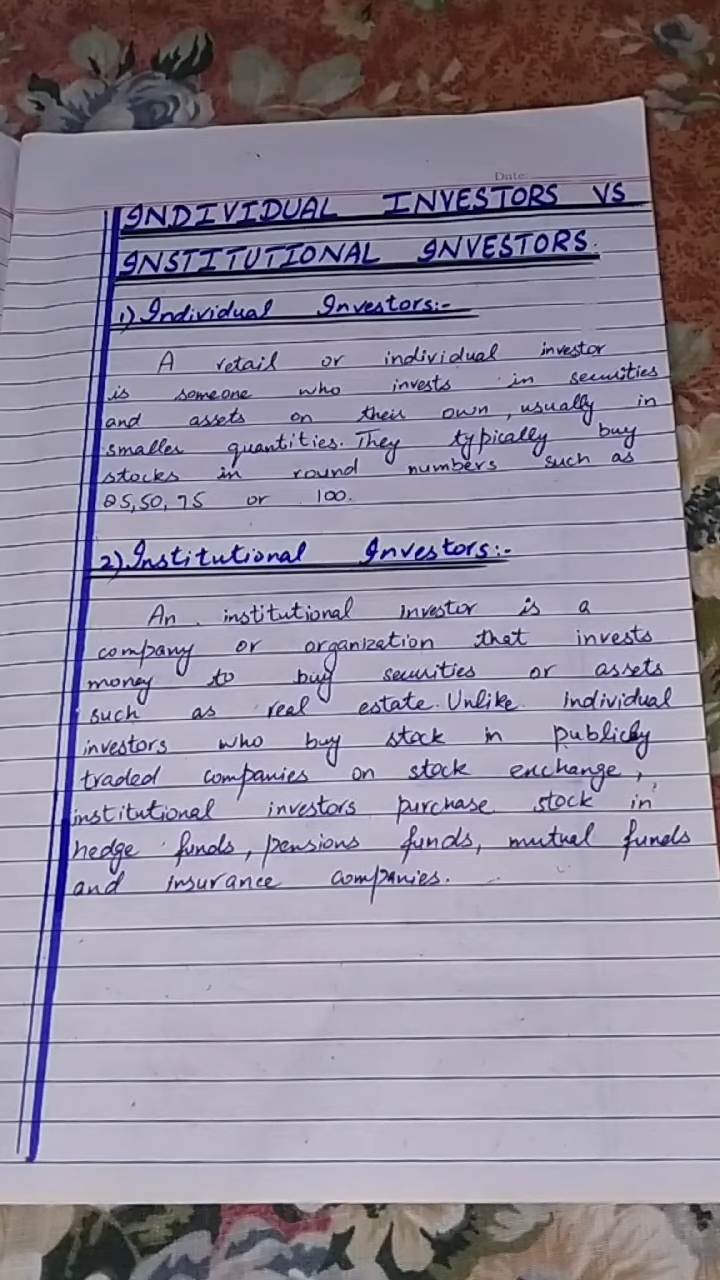 Date:
INDIVIDUAL INVESTORS VS
INSTITUTIONAL INVESTORS.
1) Individual Investors:-
A retail or individual investor
is someone who invests in securities
and assets on their own, usually in
smaller quantities. They typically buy
stocks in round numbers such as
25, 50, 75 or 100.
2) Institutional Investors:-
An institutional investor is a
company or organization that invests
money to buy securities or assets
such as real estate. Unlike individual
investors who buy stock in publicly
traded companies on stock exchange,
institutional investors purchase stock in
hedge funds, pensions funds, mutual funds
and insurance companies.